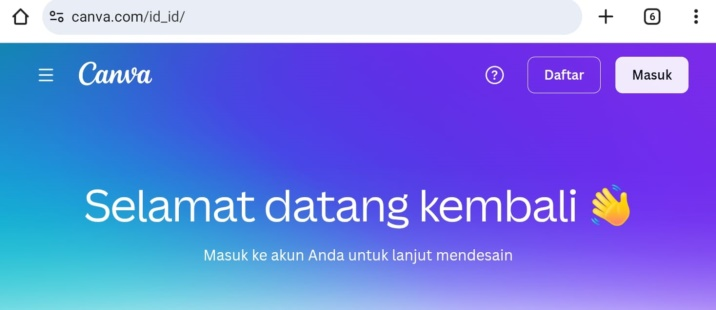 canva.com/id_id/
6
Canva
?
Daftar
Masuk
Selamat datang kembali 👋
Masuk ke akun Anda untuk lanjut mendesain